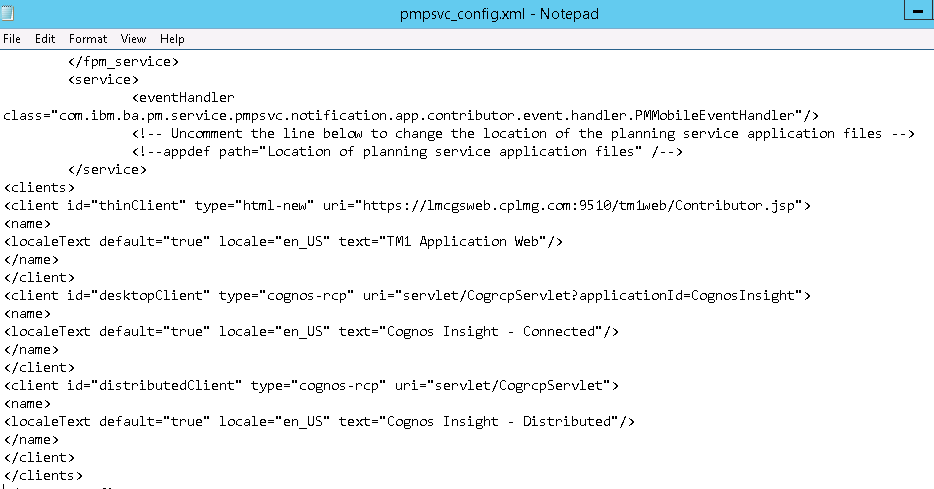 pmpsvc_config.xml - Notepad
File Edit Format View Help
</fpm_service>
<service>
<eventHandler
class="com.ibm.ba.pm.service.pmpsvc.notification.app.contributor.event.handler.PMMobileEventHandler"/>
<!-- Uncomment the line below to change the location of the planning service application files -->
<!--appdef path="Location of planning service application files" /-->
</service>
<clients>
<client id="thinClient" type="html-new" uri="https://lmcgsweb.cplmg.com:9510/tm1web/Contributor.jsp">
<name>
<localeText default="true" locale="en_US" text="TM1 Application Web"/>
</name>
</client>
<client id="desktopClient" type="cognos-rcp" uri="servlet/CogrcpServlet?applicationId=CognosInsight">
<name>
<localeText default="true" locale="en_US" text="Cognos Insight - Connected"/>
</name>
</client>
<client id="distributedClient" type="cognos-rcp" uri="servlet/CogrcpServlet">
<name>
<localeText default="true" locale="en_US" text="Cognos Insight - Distributed"/>
</name>
</client>
</clients>